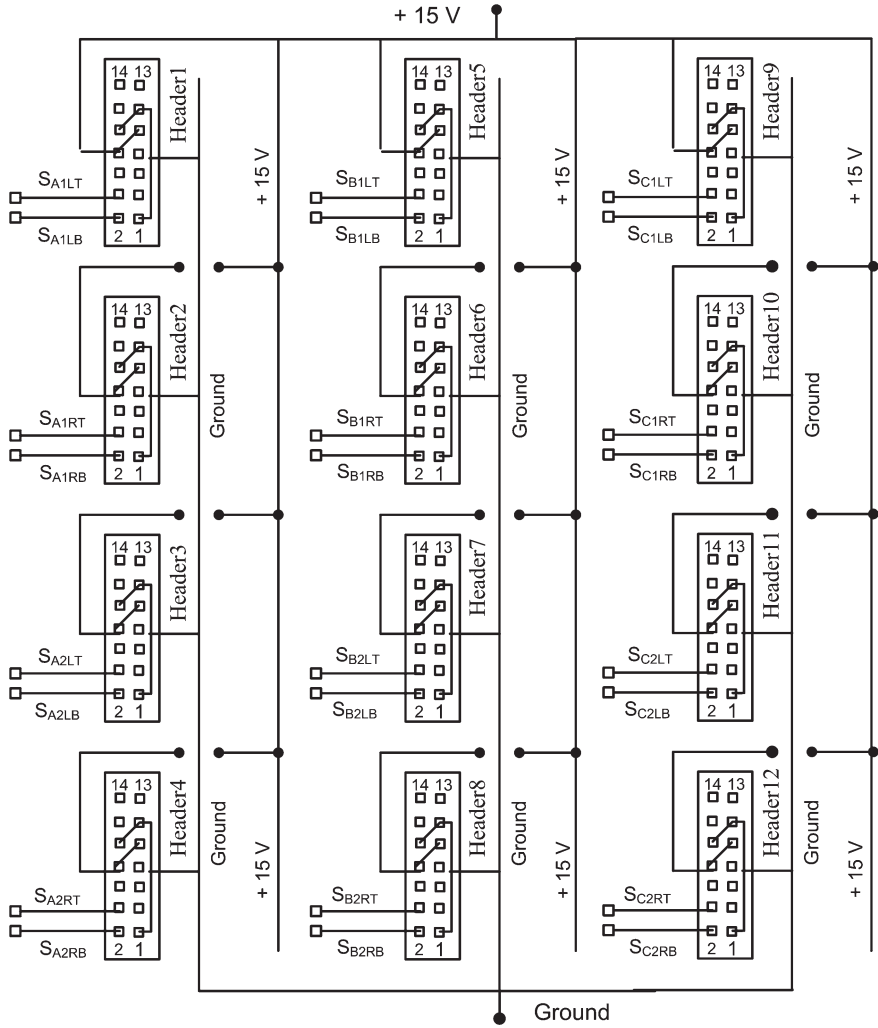 + 15 V
14 13
Header1
S_A1LT
S_A1LB
2 1
+ 15 V
14 13
Header5
S_B1LT
S_B1LB
2 1
+ 15 V
14 13
Header9
S_C1LT
S_C1LB
2 1
+ 15 V
14 13
Header2
S_A1RT
S_A1RB
2 1
Ground
14 13
Header6
S_B1RT
S_B1RB
2 1
Ground
14 13
Header10
S_C1RT
S_C1RB
2 1
Ground
14 13
Header3
S_A2LT
S_A2LB
2 1
14 13
Header7
S_B2LT
S_B2LB
2 1
14 13
Header11
S_C2LT
S_C2LB
2 1
14 13
Header4
S_A2RT
S_A2RB
2 1
Ground
+ 15 V
14 13
Header8
S_B2RT
S_B2RB
2 1
Ground
+ 15 V
14 13
Header12
S_C2RT
S_C2RB
2 1
Ground
+ 15 V
Ground